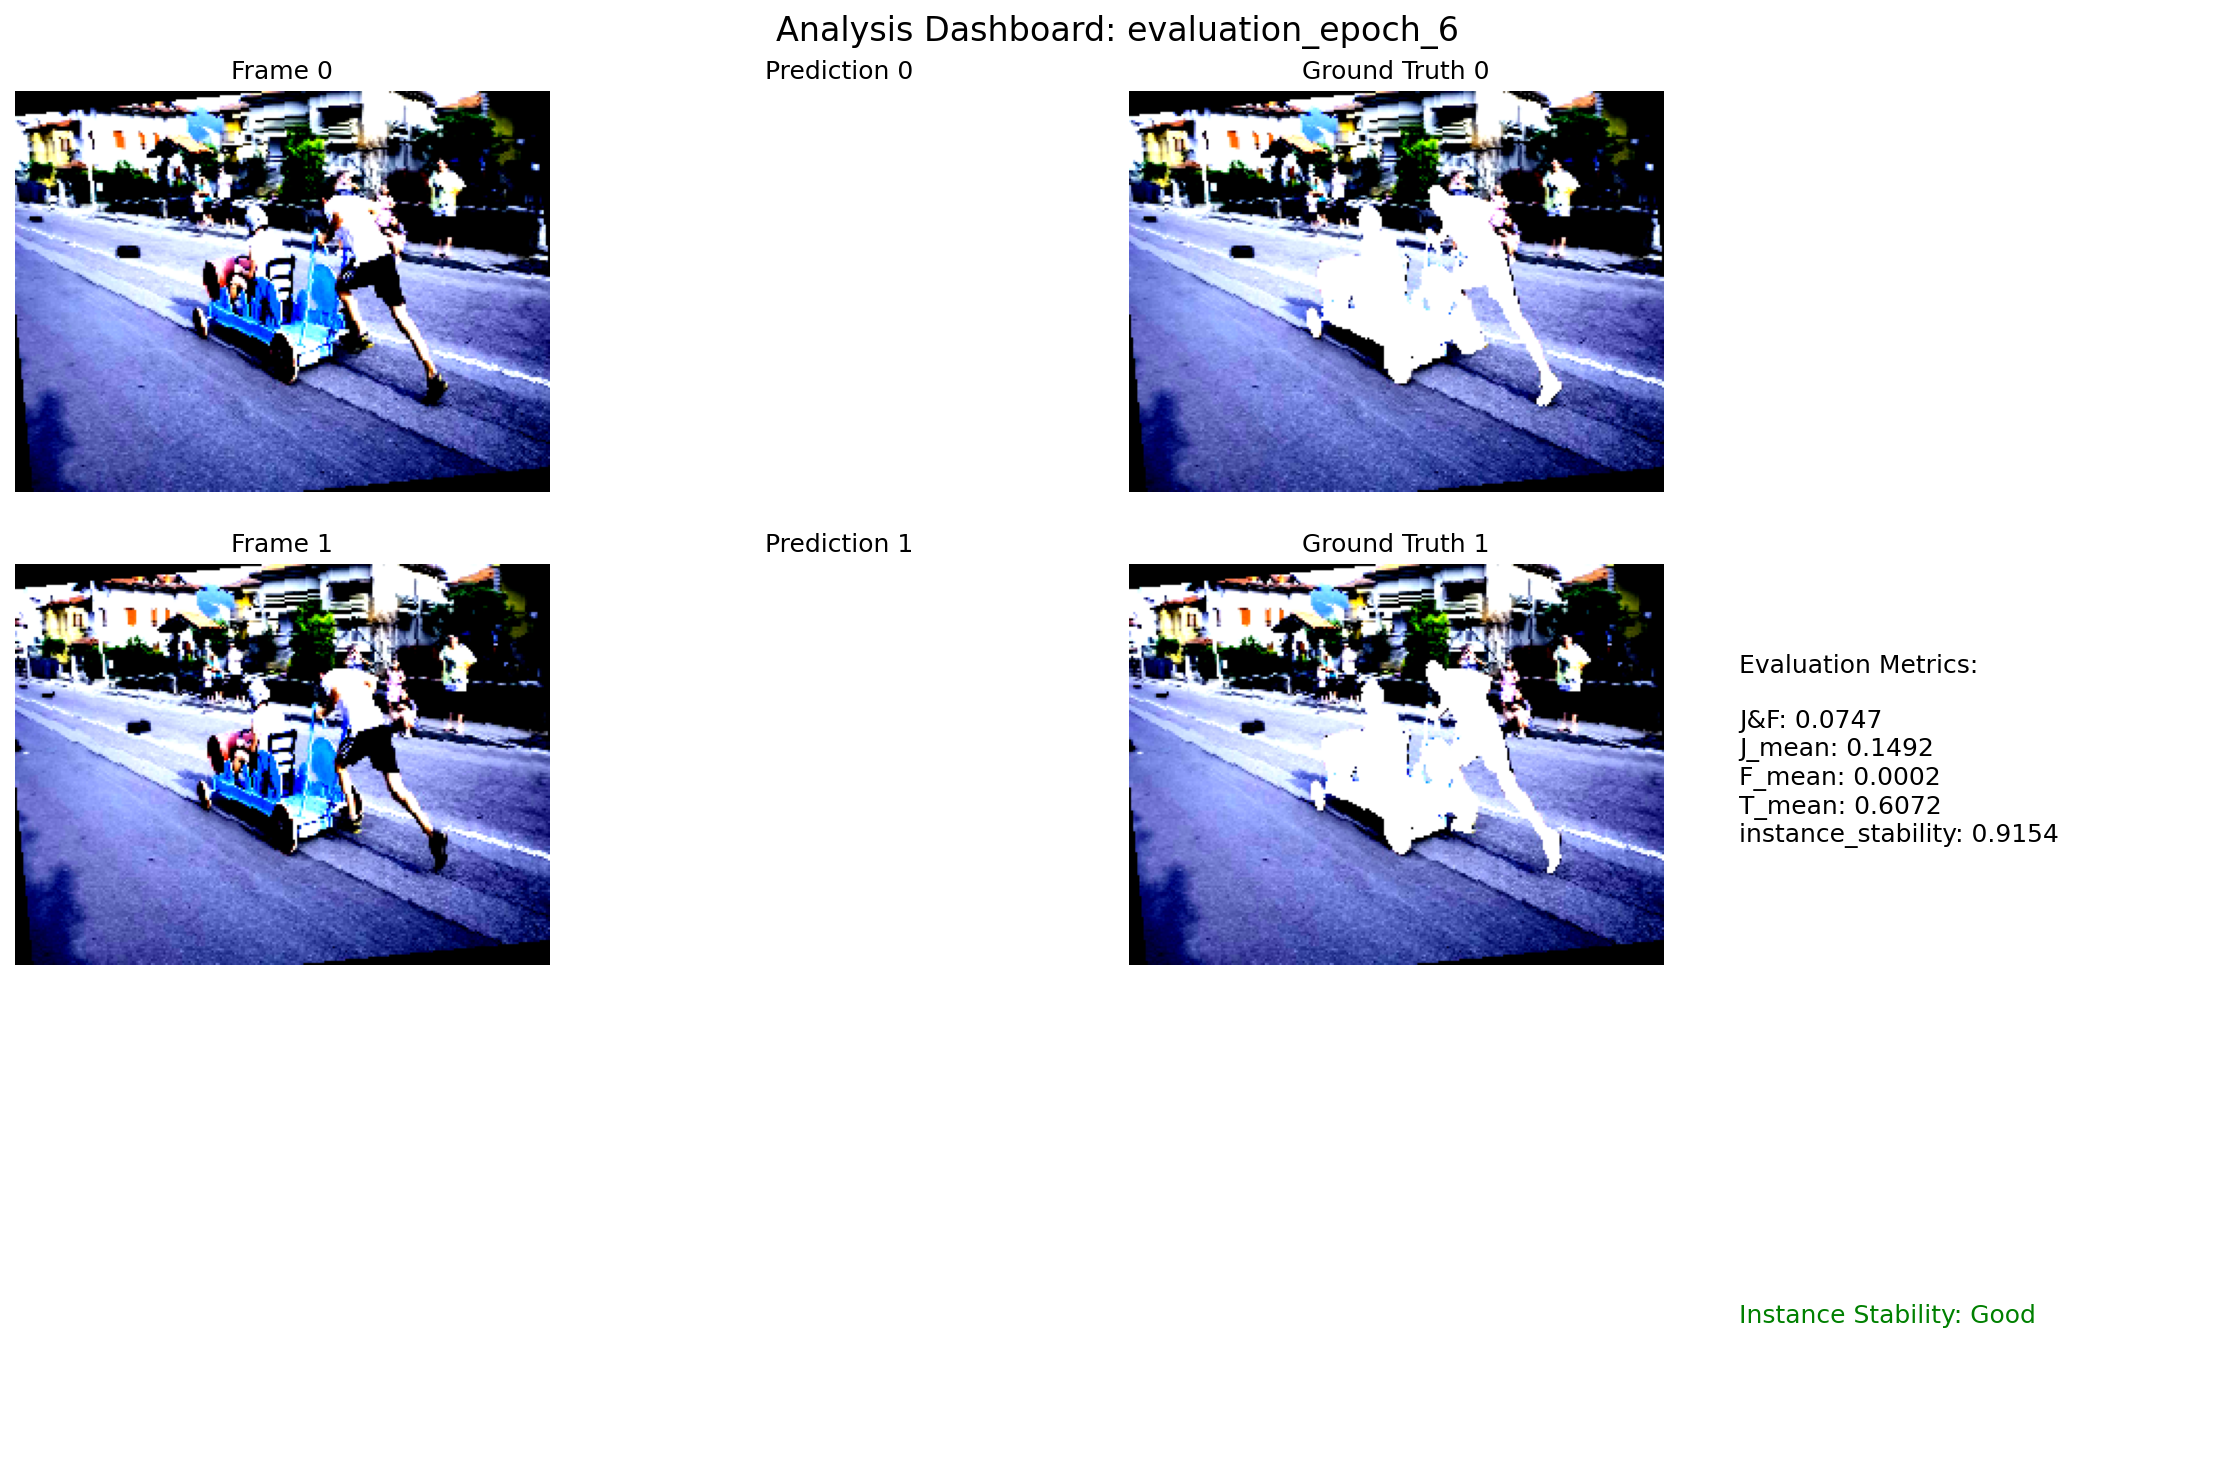 Analysis Dashboard: evaluation_epoch_6
Frame 0
Prediction 0
Ground Truth 0
Frame 1
Prediction 1
Ground Truth 1
Evaluation Metrics:
J&F: 0.0747
J_mean: 0.1492
F_mean: 0.0002
T_mean: 0.6072
instance_stability: 0.9154
Instance Stability: Good